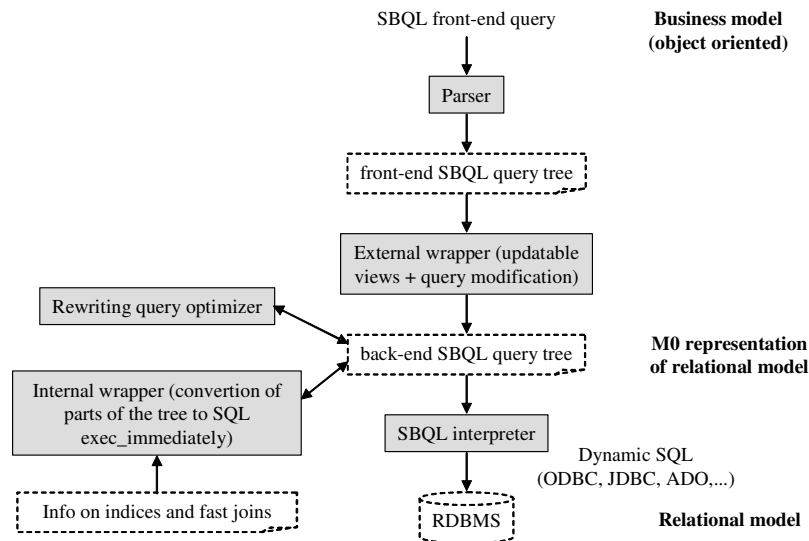 SBQL front-end query
Business model
(object oriented)
Parser
front-end SBQL query tree
External wrapper (updatable
views + query modification)
Rewriting query optimizer
back-end SBQL query tree
M0 representation
of relational model
Internal wrapper (convertion of
parts of the tree to SQL
exec_immediately)
SBQL interpreter
Dynamic SQL
(ODBC, JDBC, ADO,...)
Info on indices and fast joins
RDBMS
Relational model